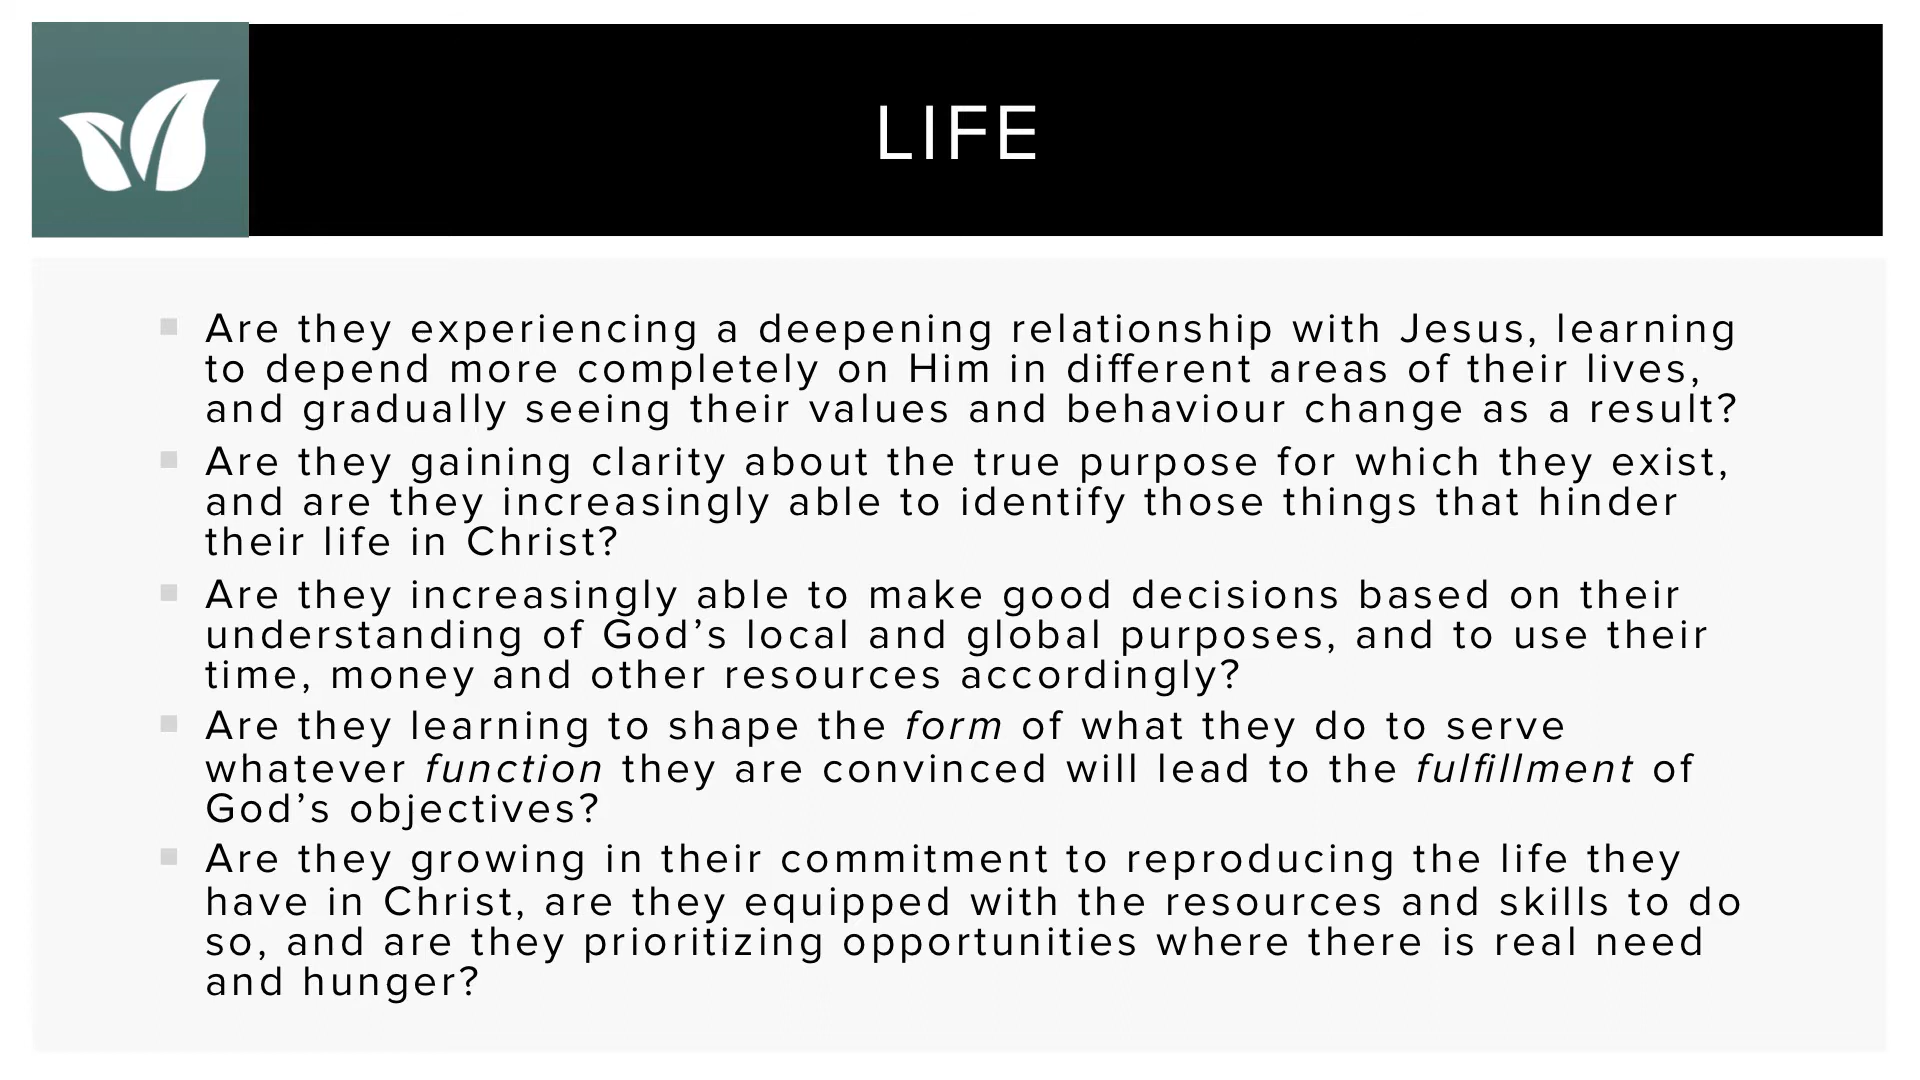 LIFE
Are they experiencing a deepening relationship with Jesus, learning
to depend more completely on Him in different areas of their lives,
and gradually seeing their values and behaviour change as a result?
Are they gaining clarity about the true purpose for which they exist,
and are they increasingly able to identify those things that hinder
their life in Christ?
Are they increasingly able to make good decisions based on their
understanding of God’s local and global purposes, and to use their
time, money and other resources accordingly?
Are they learning to shape the form of what they do to serve
whatever function they are convinced will lead to the fulfillment of
God’s objectives?
Are they growing in their commitment to reproducing the life they
have in Christ, are they equipped with the resources and skills to do
so, and are they prioritizing opportunities where there is real need
and hunger?